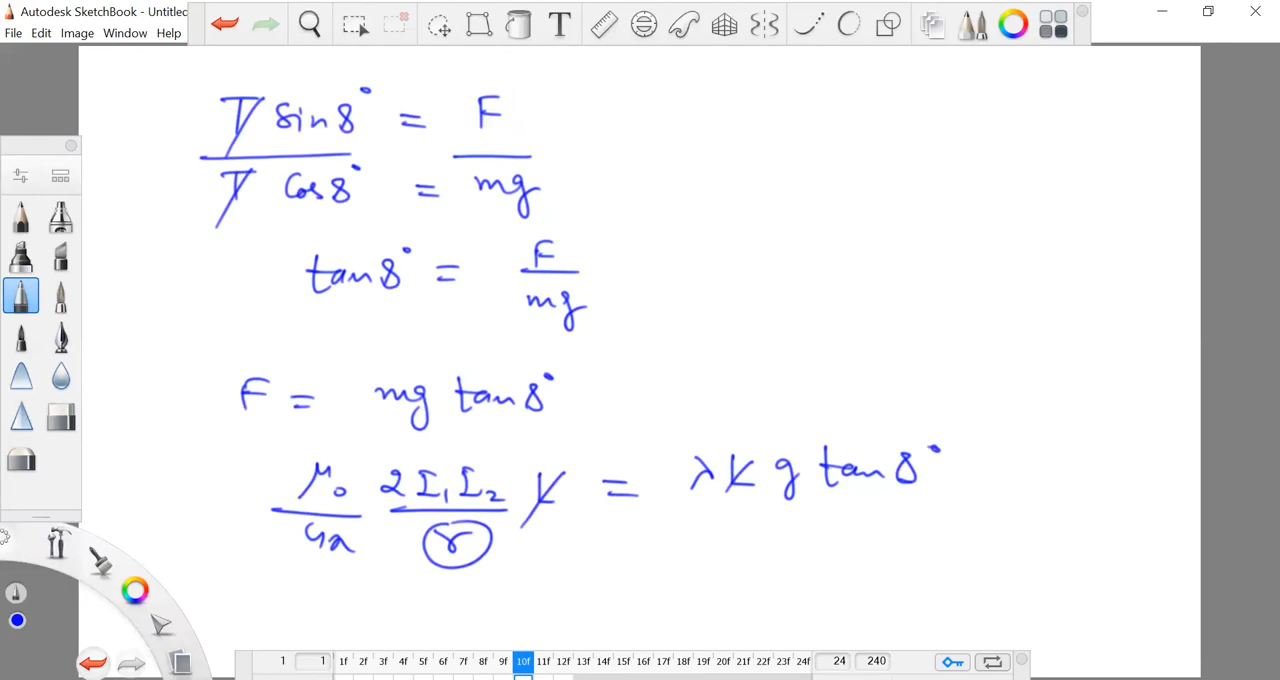 Autodesk SketchBook - Untitled
File Edit Image Window Help
T sin 8° = F
T cos 8° = mg
tan 8° = F / mg
F = mg tan 8°
μ₀ / 4π 2I₁I₂ / r ℓ = λ ℓ g tan 8°
1 1 1f 2f 3f 4f 5f 6f 7f 8f 9f 10f 11f 12f 13f 14f 15f 16f 17f 18f 19f 20f 21f 22f 23f 24f 24 240